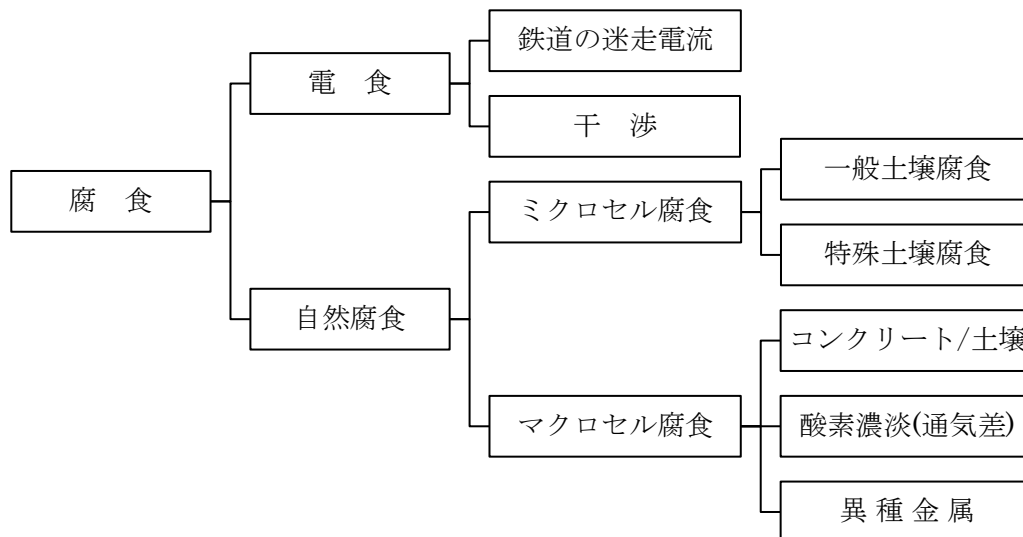 鉄道の迷走電流
電　食
干　渉
一般土壌腐食
腐　食
ミクロセル腐食
特殊土壌腐食
自然腐食
コンクリート/土壌
マクロセル腐食
酸素濃淡(通気差)
異 種 金 属